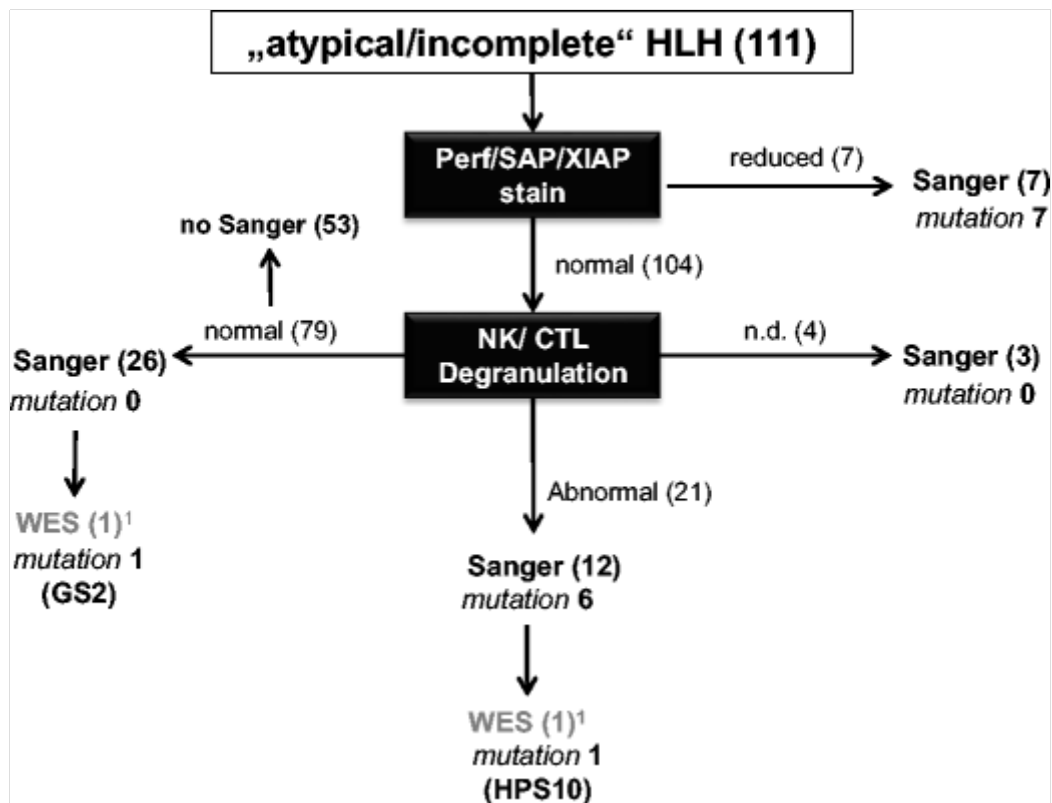 „atypical/incomplete“ HLH (111)
Perf/SAP/XIAP
stain
reduced (7)
Sanger (7)
mutation 7
no Sanger (53)
normal (104)
normal (79)
NK/ CTL
Degranulation
n.d. (4)
Sanger (26)
mutation 0
Sanger (3)
mutation 0
Abnormal (21)
WES (1)¹
mutation 1
(GS2)
Sanger (12)
mutation 6
WES (1)¹
mutation 1
(HPS10)